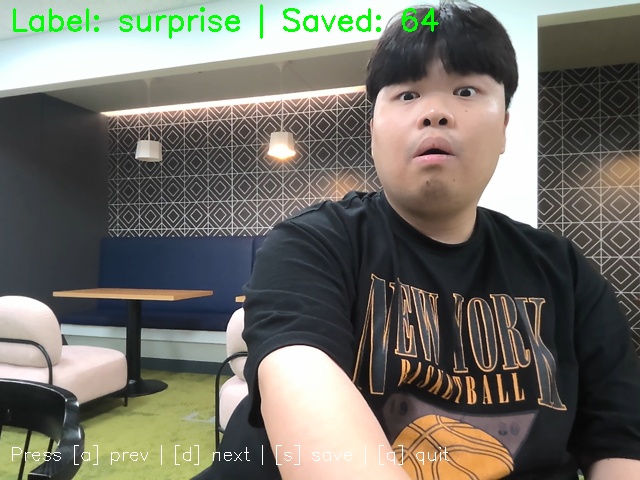 Label: surprise | Saved: 64
NEW YORK
BASKETBALL
Press [a] prev | [d] next | [s] save | [q] quit